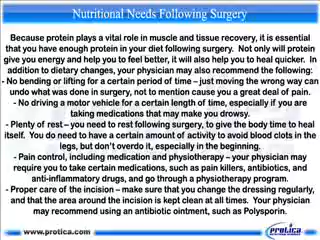 Nutritional Needs Following Surgery
Because protein plays a vital role in muscle and tissue recovery, it is essential
that you have enough protein in your diet following surgery.  Not only will protein
give you energy and help you to feel better, it will also help you to heal quicker.  In
addition to dietary changes, your physician may also recommend the following:
- No bending or lifting for a certain period of time – just moving the wrong way can
undo what was done in surgery, not to mention cause you a great deal of pain.
- No driving a motor vehicle for a certain length of time, especially if you are
taking medications that may make you drowsy.
- Plenty of rest – you need to rest following surgery, to give the body time to heal
itself.  You do need to have a certain amount of activity to avoid blood clots in the
legs, but don’t overdo it, especially in the beginning.
- Pain control, including medication and physiotherapy – your physician may
require you to take certain medications, such as pain killers, antibiotics, and
anti-inflammatory drugs, and go through a physiotherapy program.
- Proper care of the incision – make sure that you change the dressing regularly,
and that the area around the incision is kept clean at all times.  Your physician
may recommend using an antibiotic ointment, such as Polysporin.
www.protica.com
protica